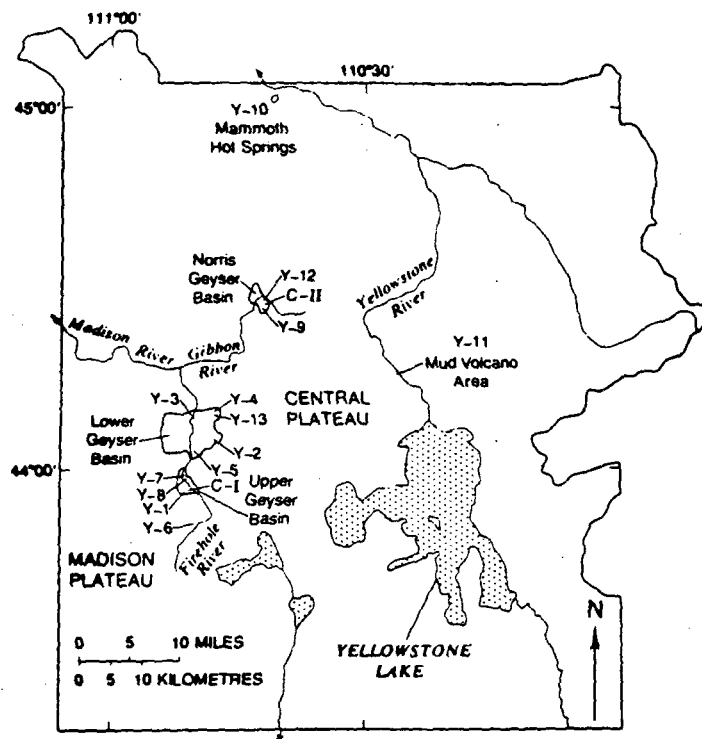 111°00'
110°30'
45°00'
Y-10
Mammoth
Hot Springs
Norris
Geyser
Basin
Y-12
C-II
Y-9
Yellowstone
River
Y-11
Mud Volcano
Area
Madison River
Gibbon
River
Y-3
Y-4
Y-13
CENTRAL
PLATEAU
Lower
Geyser
Basin
Y-2
44°00'
Y-7
Y-5
C-I
Y-8
Y-1
Y-6
Upper
Geyser
Basin
Firehole
River
MADISON
PLATEAU
N
0 5 10 MILES
0 5 10 KILOMETRES
YELLOWSTONE
LAKE